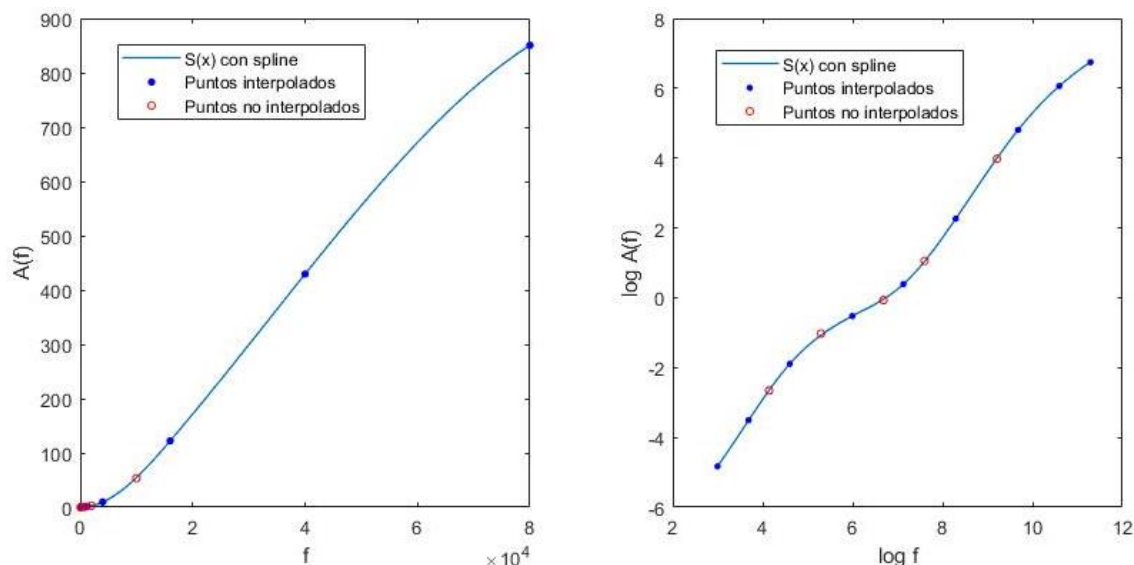 900
800
700
600
500
400
300
200
100
0
A(f)
S(x) con spline
Puntos interpolados
Puntos no interpolados
0 2 4 6 8
× 10⁴
f
8
6
4
2
0
-2
-4
-6
log A(f)
S(x) con spline
Puntos interpolados
Puntos no interpolados
2 4 6 8 10 12
log f